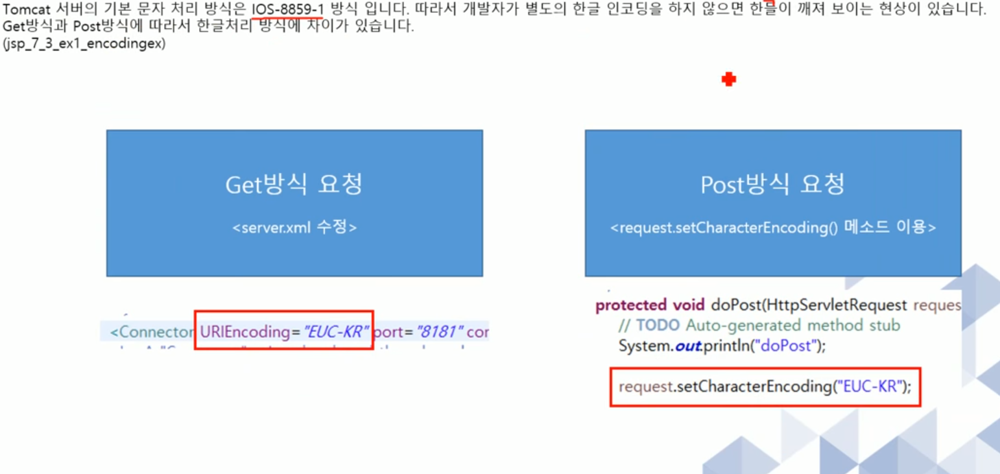 Tomcat 서버의 기본 문자 처리 방식은 IOS-8859-1 방식 입니다. 따라서 개발자가 별도의 한글 인코딩을 하지 않으면 한글이 깨져 보이는 현상이 있습니다.
Get방식과 Post방식에 따라서 한글처리 방식에 차이가 있습니다.
(jsp_7_3_ex1_encodingex)
Get방식 요청
<server.xml 수정>
<Connector URIEncoding="EUC-KR" port="8181" con
Post방식 요청
<request.setCharacterEncoding() 메소드 이용>
protected void doPost(HttpServletRequest reques
// TODO Auto-generated method stub
System.out.println("doPost");
request.setCharacterEncoding("EUC-KR");